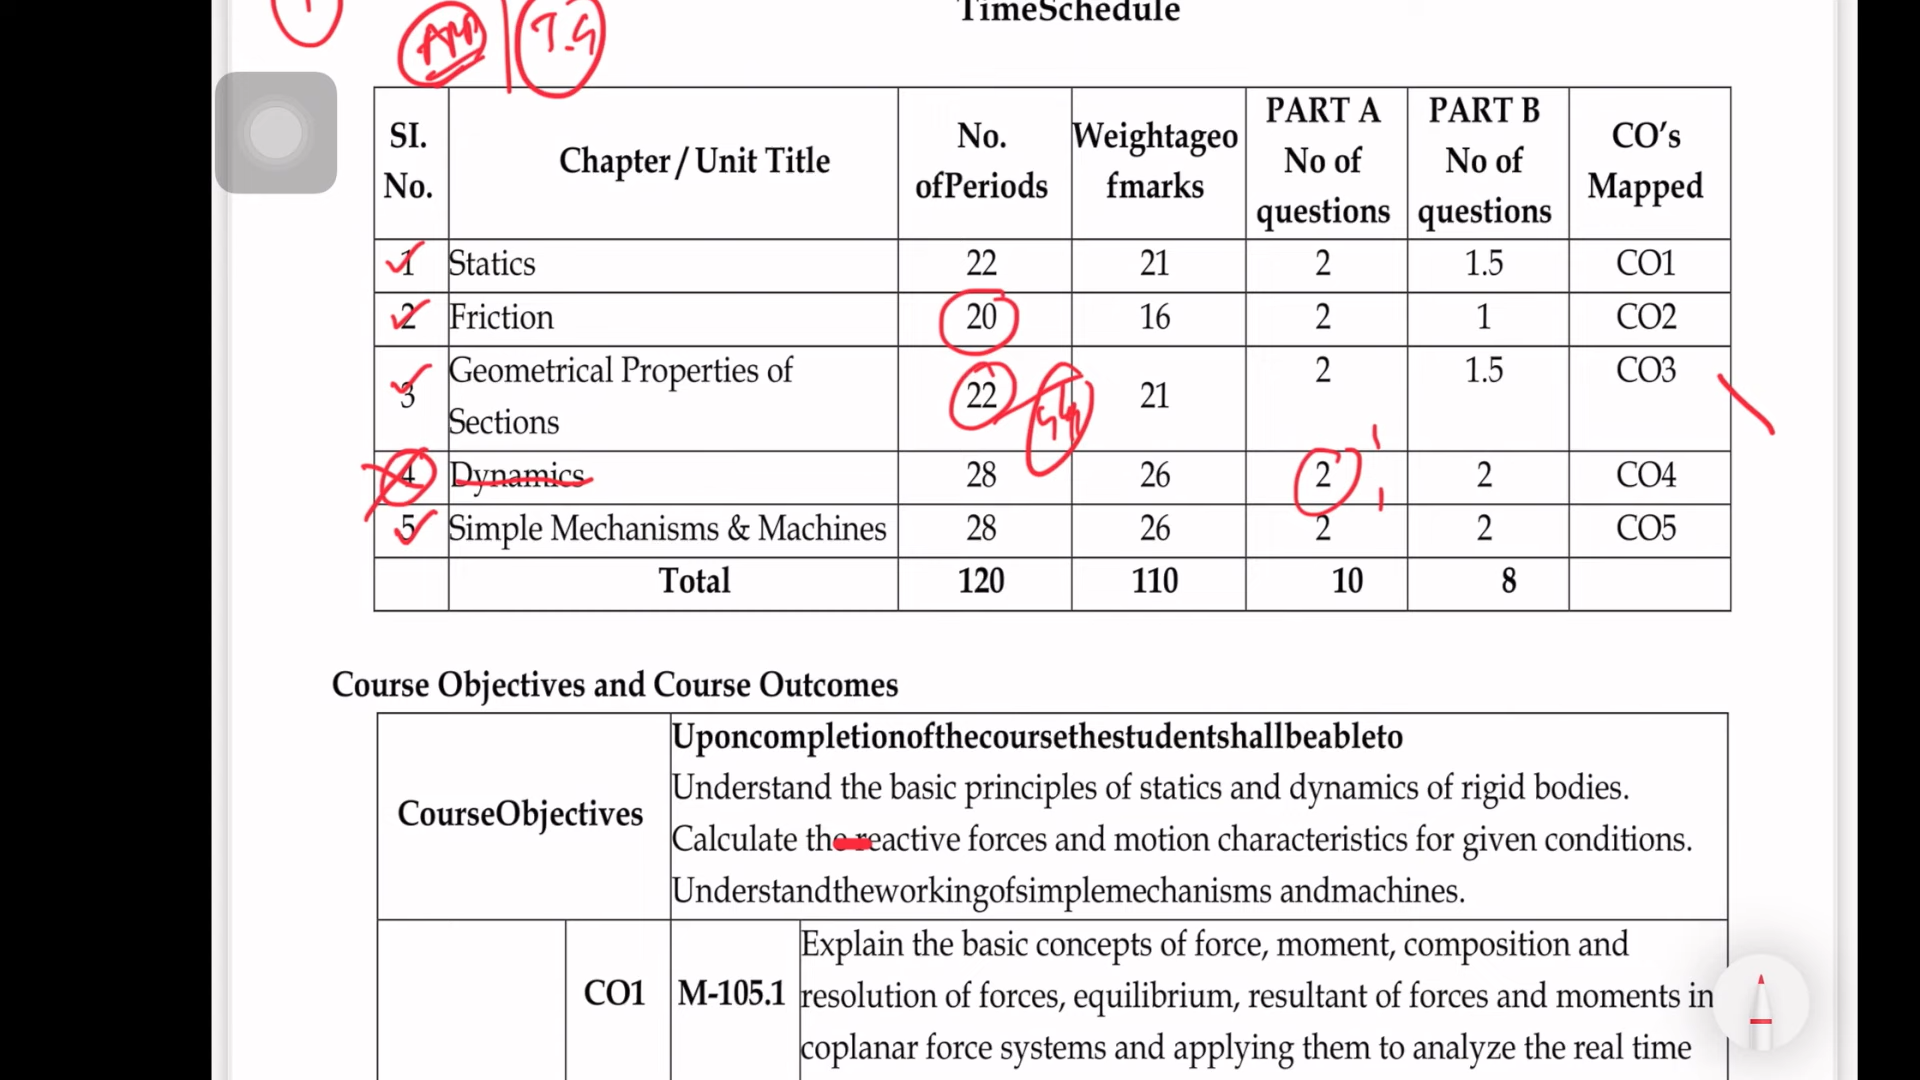 TimeSchedule
T.S
SI. No.
Chapter / Unit Title
No. ofPeriods
Weightageo fmarks
PART A No of questions
PART B No of questions
CO's Mapped
1 Statics 22 21 2 1.5 CO1
2 Friction 20 16 2 1 CO2
3 Geometrical Properties of Sections 22 21 2 1.5 CO3
4 Dynamics 28 26 2 2 CO4
5 Simple Mechanisms & Machines 28 26 2 2 CO5
Total 120 110 10 8
Course Objectives and Course Outcomes
CourseObjectives
Uponcompletionofthecoursethestudentshallbeableto
Understand the basic principles of statics and dynamics of rigid bodies.
Calculate the reactive forces and motion characteristics for given conditions.
Understandtheworkingofsimplemechanisms andmachines.
CO1 M-105.1
Explain the basic concepts of force, moment, composition and
resolution of forces, equilibrium, resultant of forces and moments in
coplanar force systems and applying them to analyze the real time